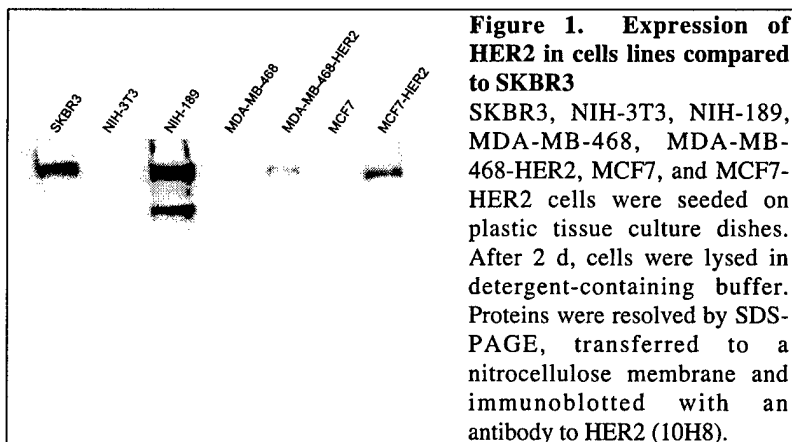 SKBR3
NIH-3T3
NIH-189
MDA-MB-468
MDA-MB-468-HER2
MCF7
MCF7-HER2
Figure 1. Expression of
HER2 in cells lines compared
to SKBR3
SKBR3, NIH-3T3, NIH-189,
MDA-MB-468, MDA-MB-
468-HER2, MCF7, and MCF7-
HER2 cells were seeded on
plastic tissue culture dishes.
After 2 d, cells were lysed in
detergent-containing buffer.
Proteins were resolved by SDS-
PAGE, transferred to a
nitrocellulose membrane and
immunoblotted with an
antibody to HER2 (10H8).